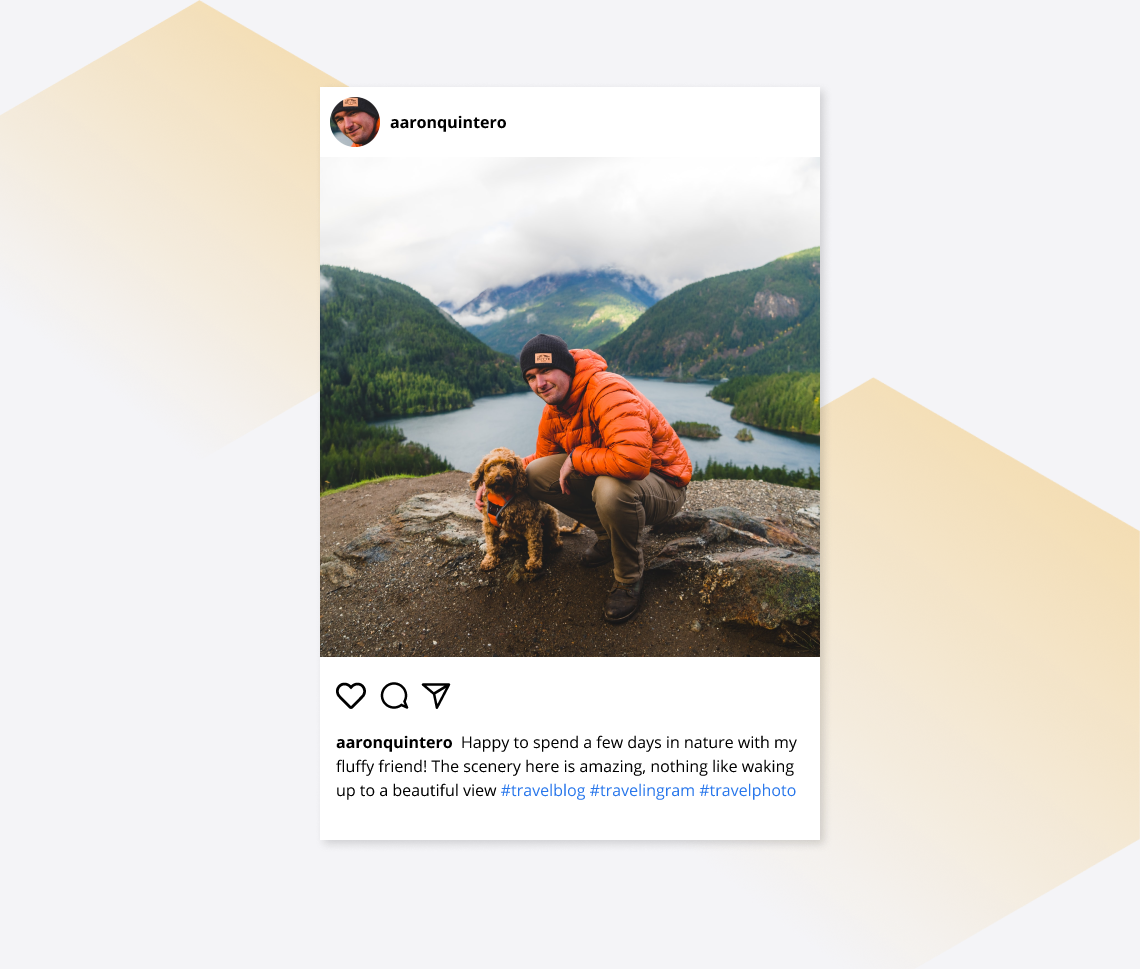 aaronquintero
aaronquintero Happy to spend a few days in nature with my
fluffy friend! The scenery here is amazing, nothing like waking
up to a beautiful view #travelblog #travelingram #travelphoto